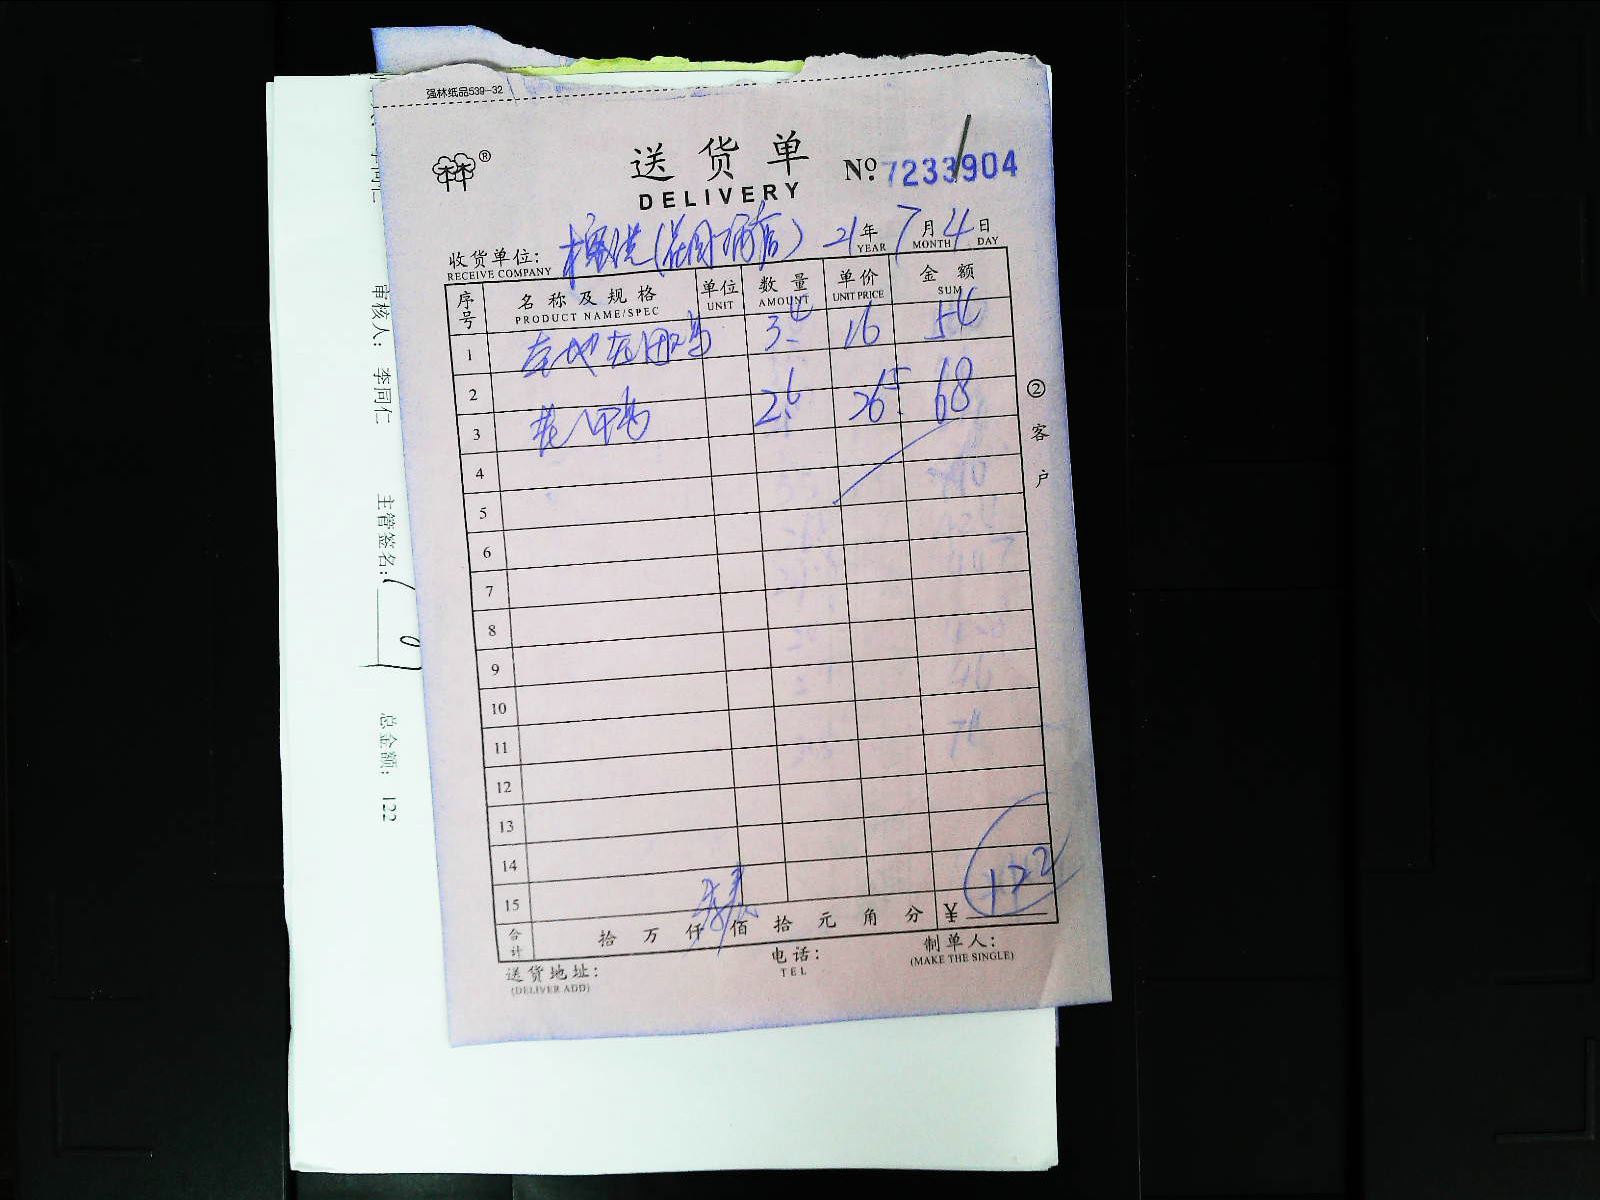 强林纸品539-32
送货单
DELIVERY
No. 7233904
收货单位:
RECEIVE COMPANY
21年 7月 4日
YEAR MONTH DAY
序号 名称及规格 单位 数量 单价 金额
PRODUCT NAME/SPEC UNIT AMOUNT UNIT PRICE SUM
1 3.4 16 54
2
3 2.6 26.5 68
4
5
6
7
8
9
10
11
12
13
14
15
合计 拾 万 仟 佰 拾 元 角 分 ¥ 122
送货地址:
(DELIVER ADD)
电话:
TEL
制单人:
(MAKE THE SINGLE)
②客户
审核人: 李同仁
主管签名:
总金额: 122